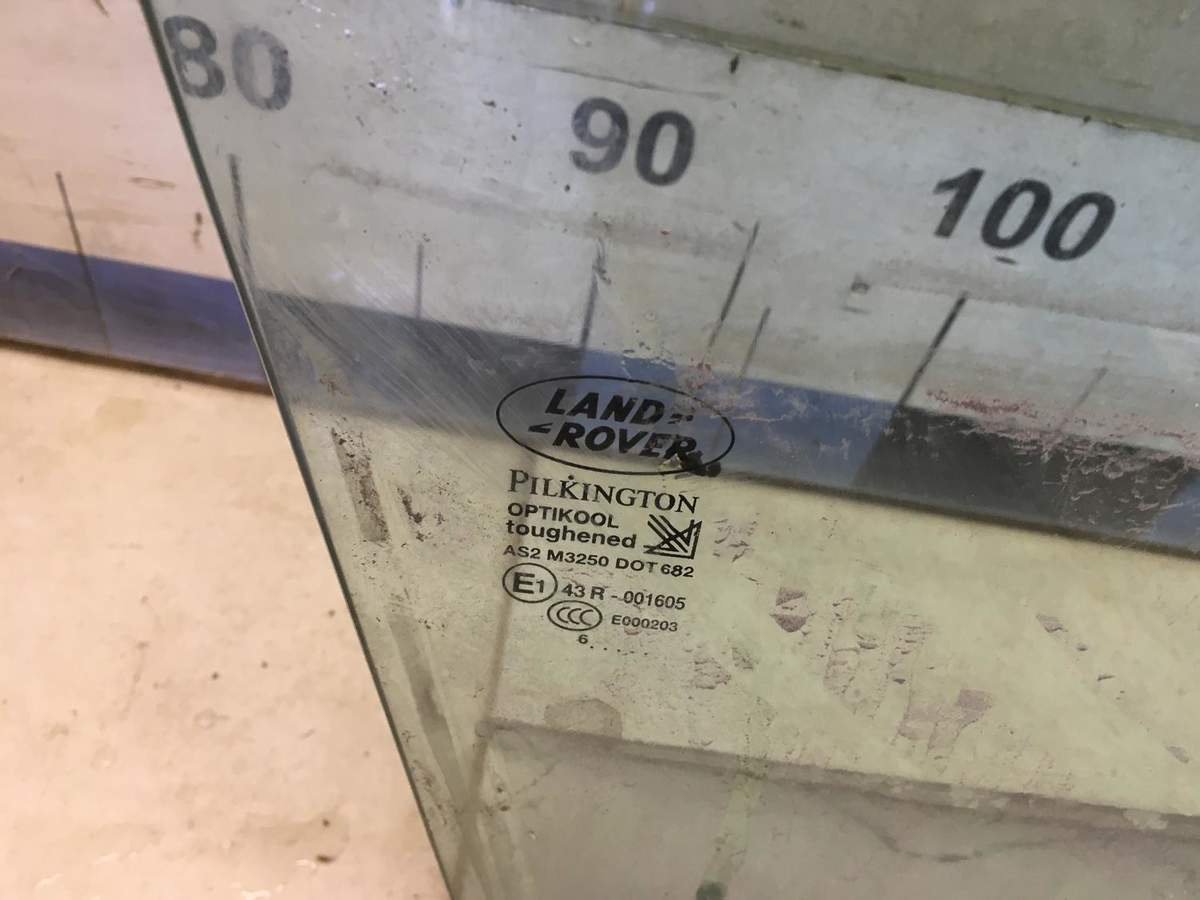 80
90
100
LAND
ROVER
PILKINGTON
OPTIKOOL
toughened
AS2 M3250 DOT 682
E1 43 R - 001605
CCC E000203
6.....